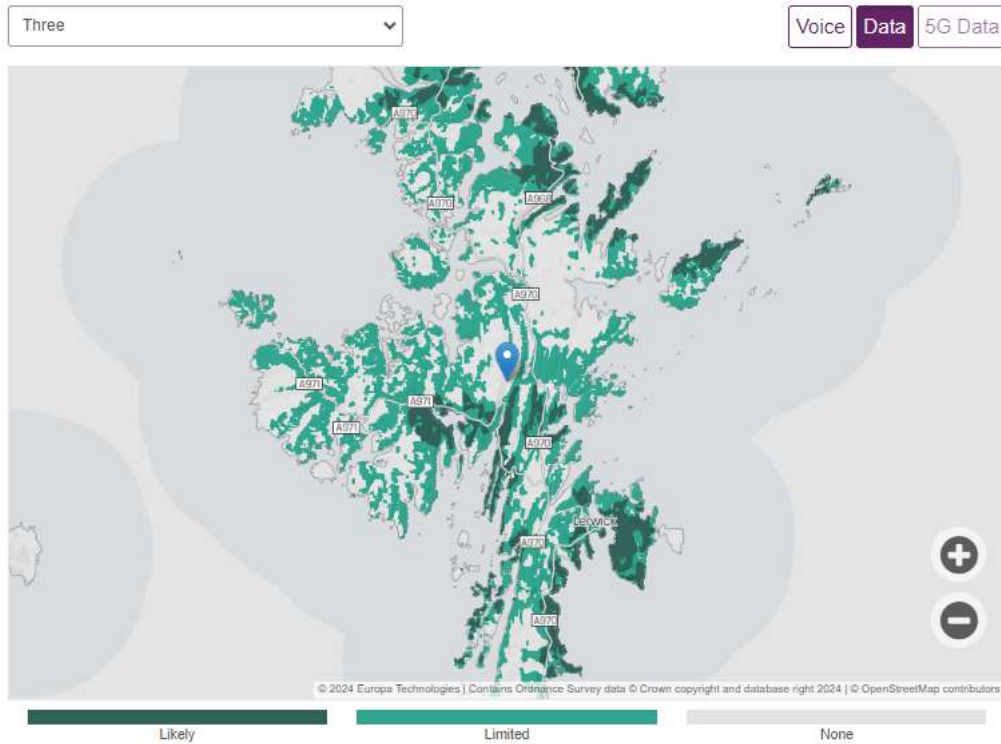 Three
Voice Data 5G Data
A970
A970
A968
A970
A971
A971
A971
A970
Lerwick
A970
A970
© 2024 Europa Technologies | Contains Ordnance Survey data © Crown copyright and database right 2024 | © OpenStreetMap contributors
Likely Limited None